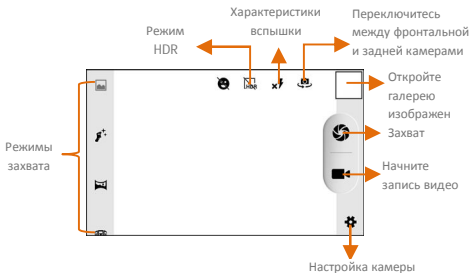 Режим
HDR
Характеристики
вспышки
Переключитесь
между фронтальной
и задней камерами
Откройте
галерею
изображен
Захват
Начните
запись видео
Настройка камеры
Режимы
захвата
HDR